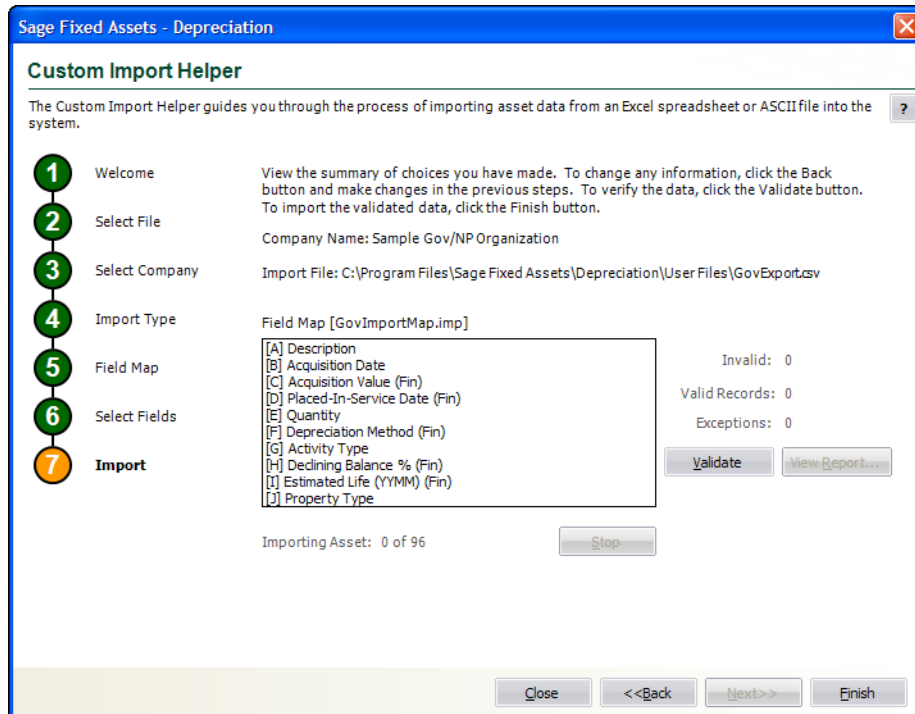 Sage Fixed Assets - Depreciation
Custom Import Helper
The Custom Import Helper guides you through the process of importing asset data from an Excel spreadsheet or ASCII file into the
system.
?
1 Welcome
2 Select File
3 Select Company
4 Import Type
5 Field Map
6 Select Fields
7 Import
View the summary of choices you have made. To change any information, click the Back
button and make changes in the previous steps. To verify the data, click the Validate button.
To import the validated data, click the Finish button.
Company Name: Sample Gov/NP Organization
Import File: C:\Program Files\Sage Fixed Assets\Depreciation\User Files\GovExport.csv
Field Map [GovImportMap.imp]
[A] Description
[B] Acquisition Date
[C] Acquisition Value (Fin)
[D] Placed-In-Service Date (Fin)
[E] Quantity
[F] Depreciation Method (Fin)
[G] Activity Type
[H] Declining Balance % (Fin)
[I] Estimated Life (YYMM) (Fin)
[J] Property Type
Invalid: 0
Valid Records: 0
Exceptions: 0
Validate
View Report...
Importing Asset: 0 of 96
Stop
Close
<<Back
Next>>
Finish